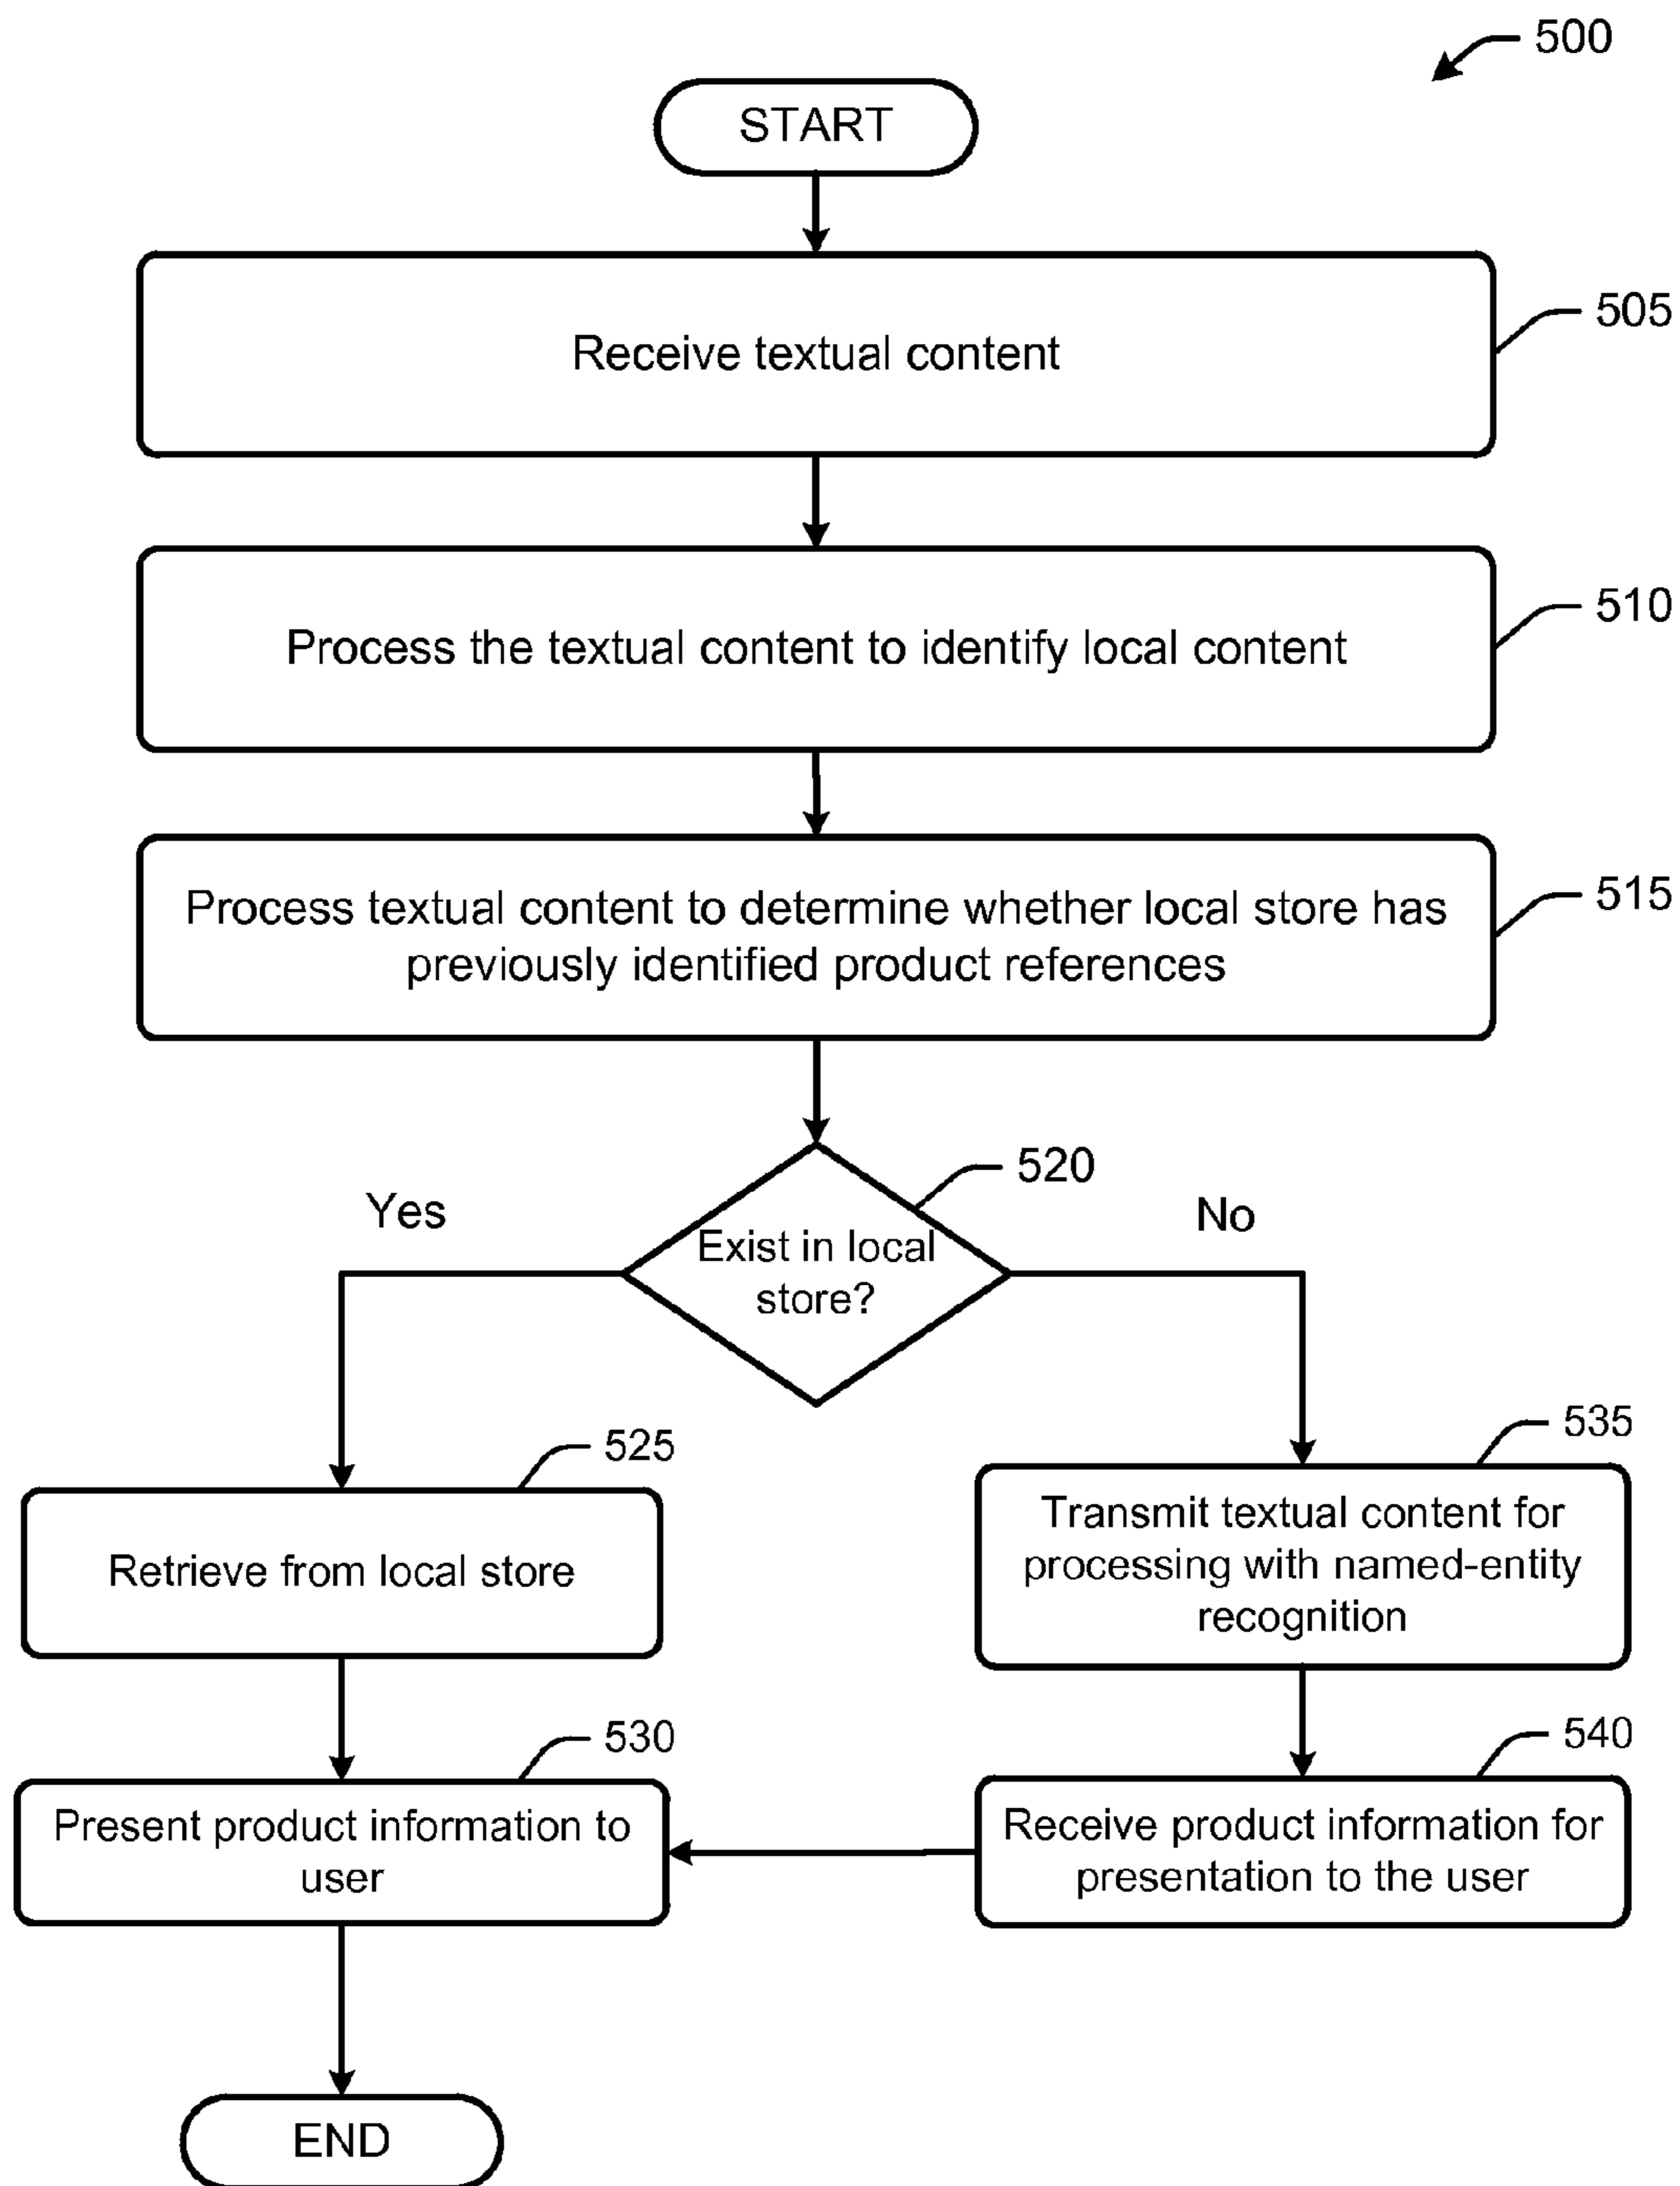 500
START
Receive textual content
505
Process the textual content to identify local content
510
Process textual content to determine whether local store has
previously identified product references
515
520
Yes
No
Exist in local
store?
525
Retrieve from local store
535
Transmit textual content for
processing with named-entity
recognition
530
Present product information to
user
540
Receive product information for
presentation to the user
END